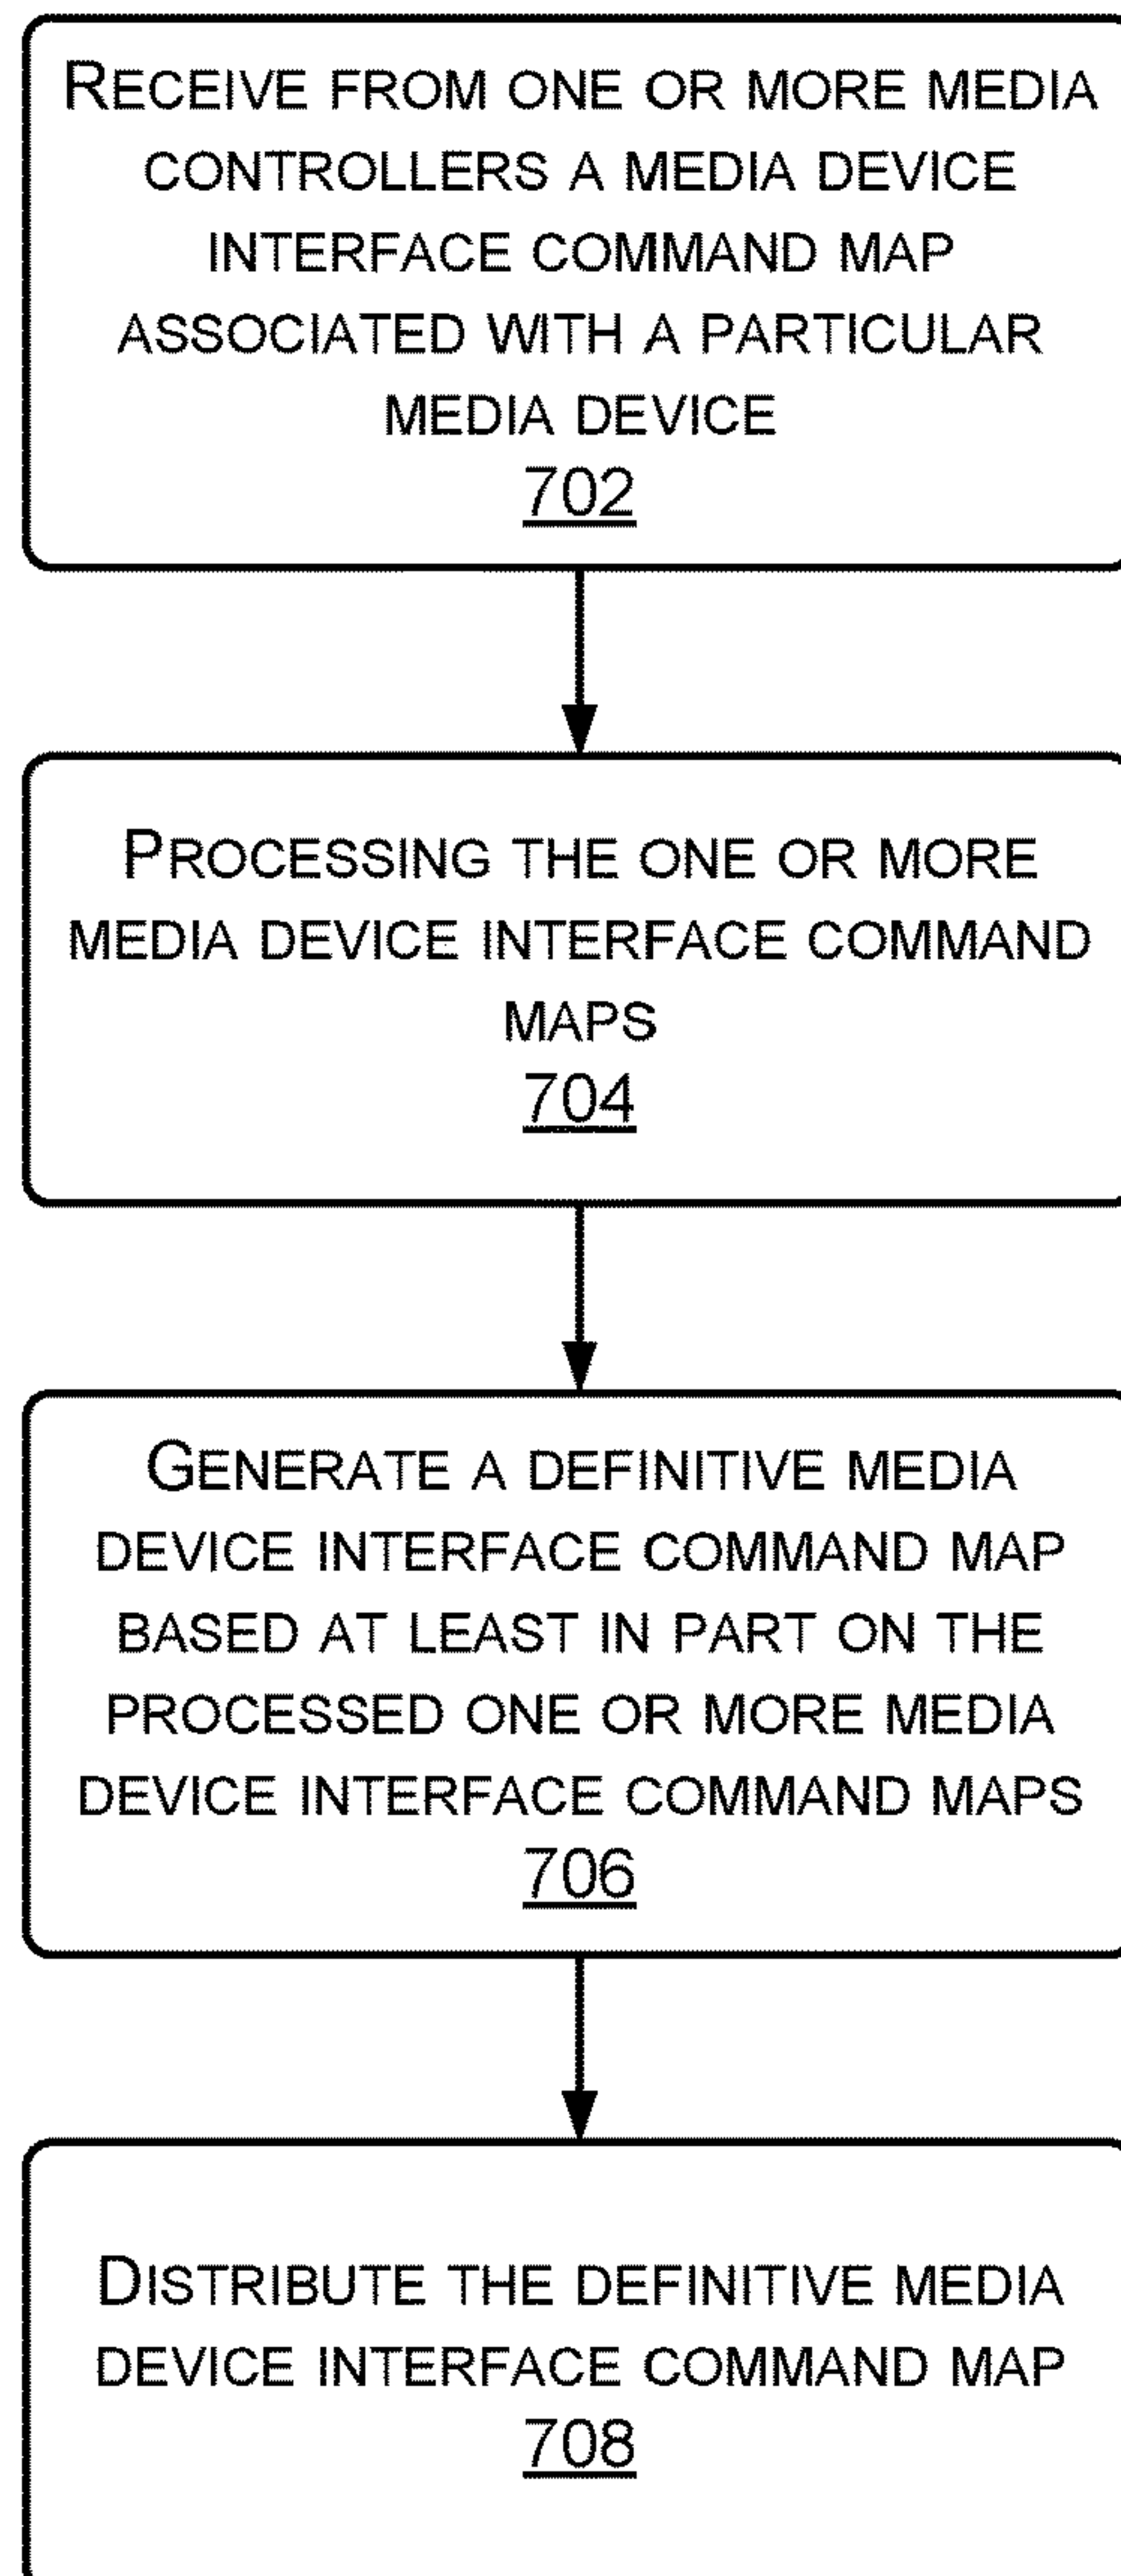 RECEIVE FROM ONE OR MORE MEDIA
CONTROLLERS A MEDIA DEVICE
INTERFACE COMMAND MAP
ASSOCIATED WITH A PARTICULAR
MEDIA DEVICE
702
PROCESSING THE ONE OR MORE
MEDIA DEVICE INTERFACE COMMAND
MAPS
704
GENERATE A DEFINITIVE MEDIA
DEVICE INTERFACE COMMAND MAP
BASED AT LEAST IN PART ON THE
PROCESSED ONE OR MORE MEDIA
DEVICE INTERFACE COMMAND MAPS
706
DISTRIBUTE THE DEFINITIVE MEDIA
DEVICE INTERFACE COMMAND MAP
708